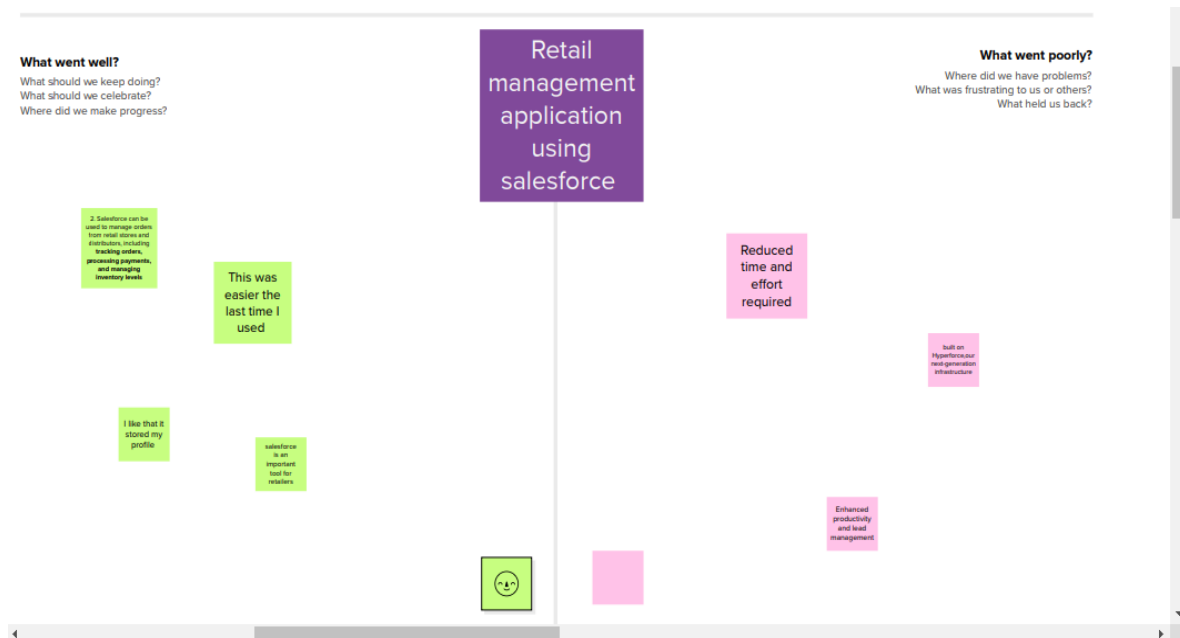 What went well?
What should we keep doing?
What should we celebrate?
Where did we make progress?
Retail
management
application
using
salesforce
What went poorly?
Where did we have problems?
What was frustrating to us or others?
What held us back?
2. Salesforce can be
used to manage orders
from retail stores and
distributors, including
tracking orders,
processing payments,
and managing
inventory levels
This was
easier the
last time I
used
I like that it
stored my
profile
salesforce
is an
important
tool for
retailers
Reduced
time and
effort
required
built on
Hyperforce,our
next-generation
infrastructure
Enhanced
productivity
and lead
management